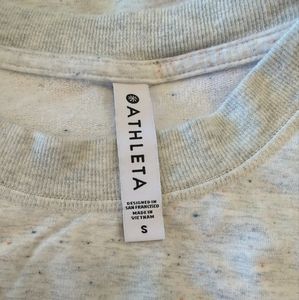 ATHLETA
DESIGNED IN
SAN FRANCISCO
MADE IN
VIETNAM
S